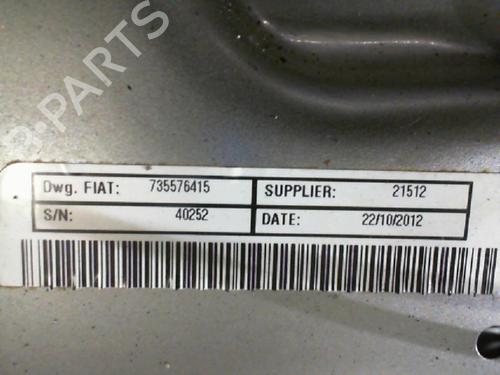 B-PARTS
Dwg. FIAT: 735576415 SUPPLIER: 21512
S/N: 40252 DATE: 22/10/2012